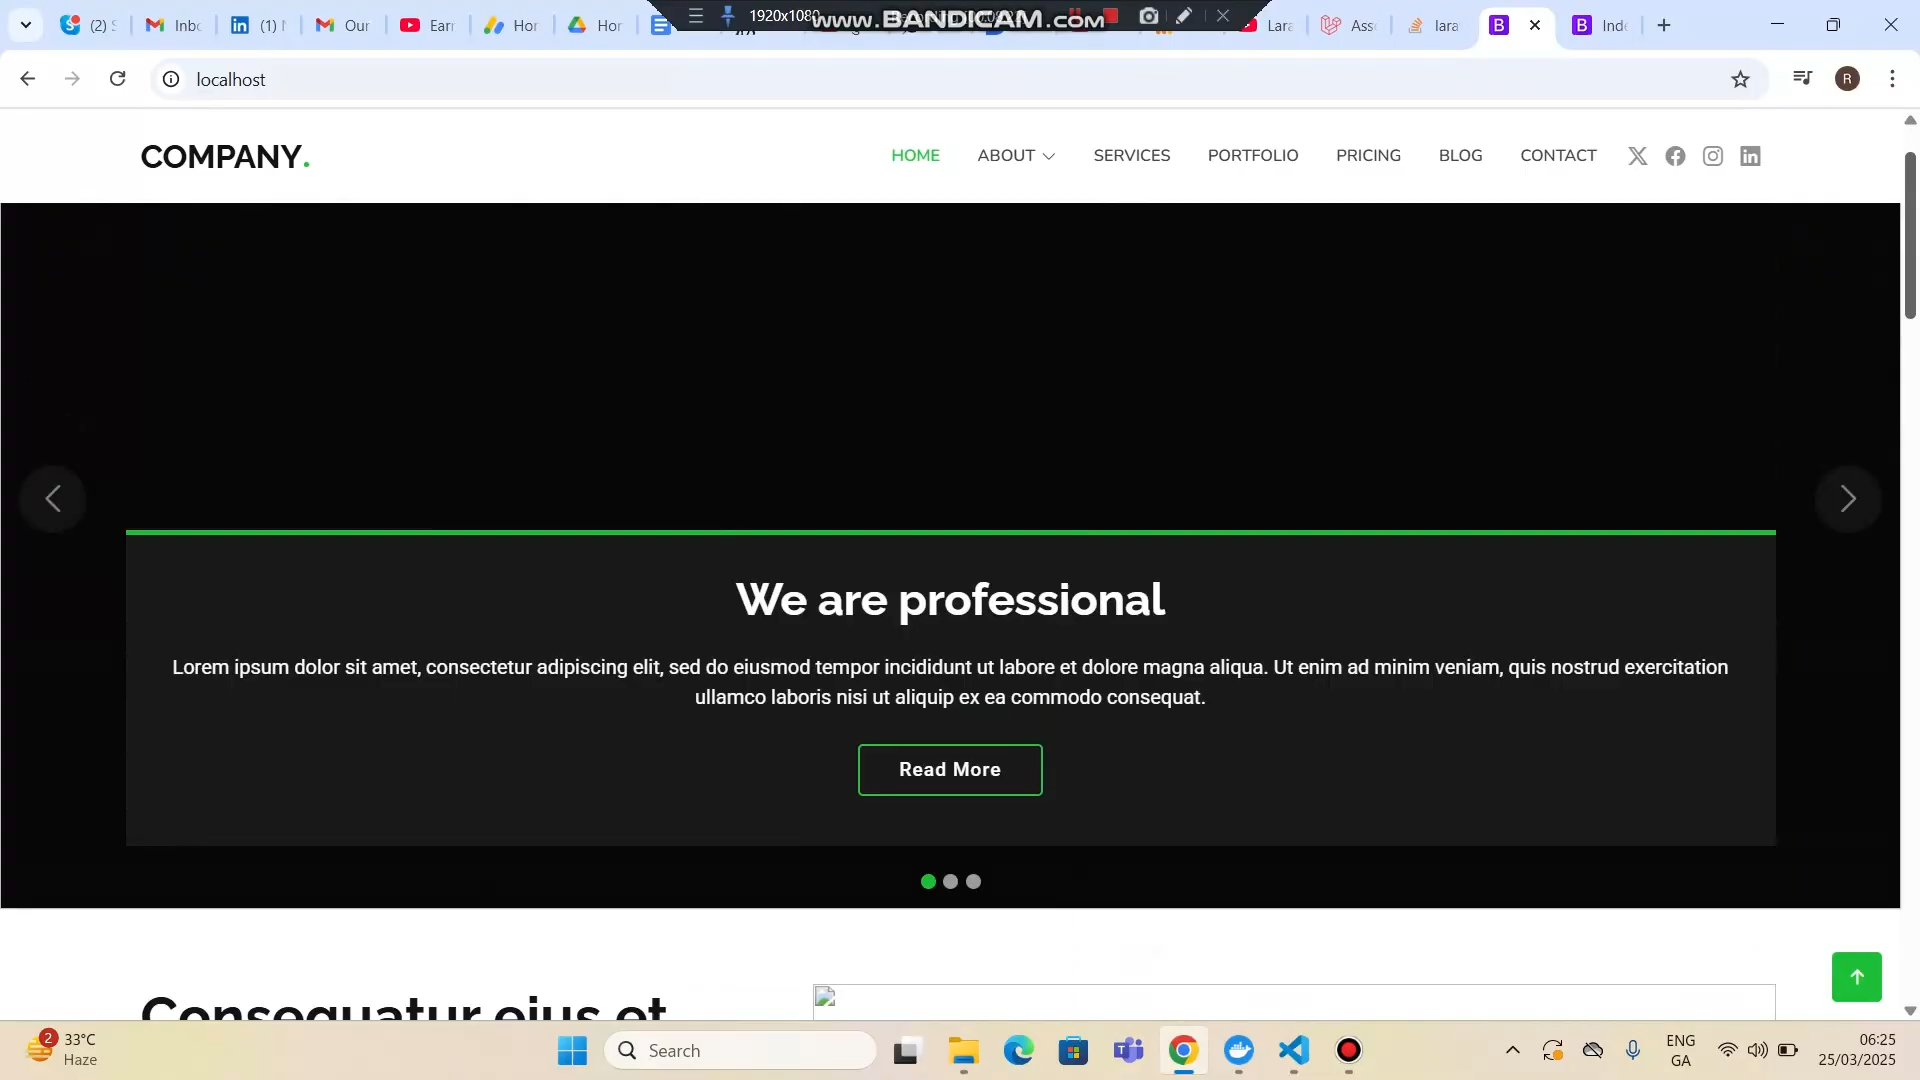 (2)
Inb
(1)
Our
Ear
Hor
Hor
1920x1080
www.BANDICAM.com
Lara
Ass
lara
Inde
localhost
R
COMPANY.
HOME
ABOUT
SERVICES
PORTFOLIO
PRICING
BLOG
CONTACT
We are professional
Lorem ipsum dolor sit amet, consectetur adipiscing elit, sed do eiusmod tempor incididunt ut labore et dolore magna aliqua. Ut enim ad minim veniam, quis nostrud exercitation
ullamco laboris nisi ut aliquip ex ea commodo consequat.
Read More
Consequatur eius et
2
33°C
Haze
Search
ENG
GA
06:25
25/03/2025